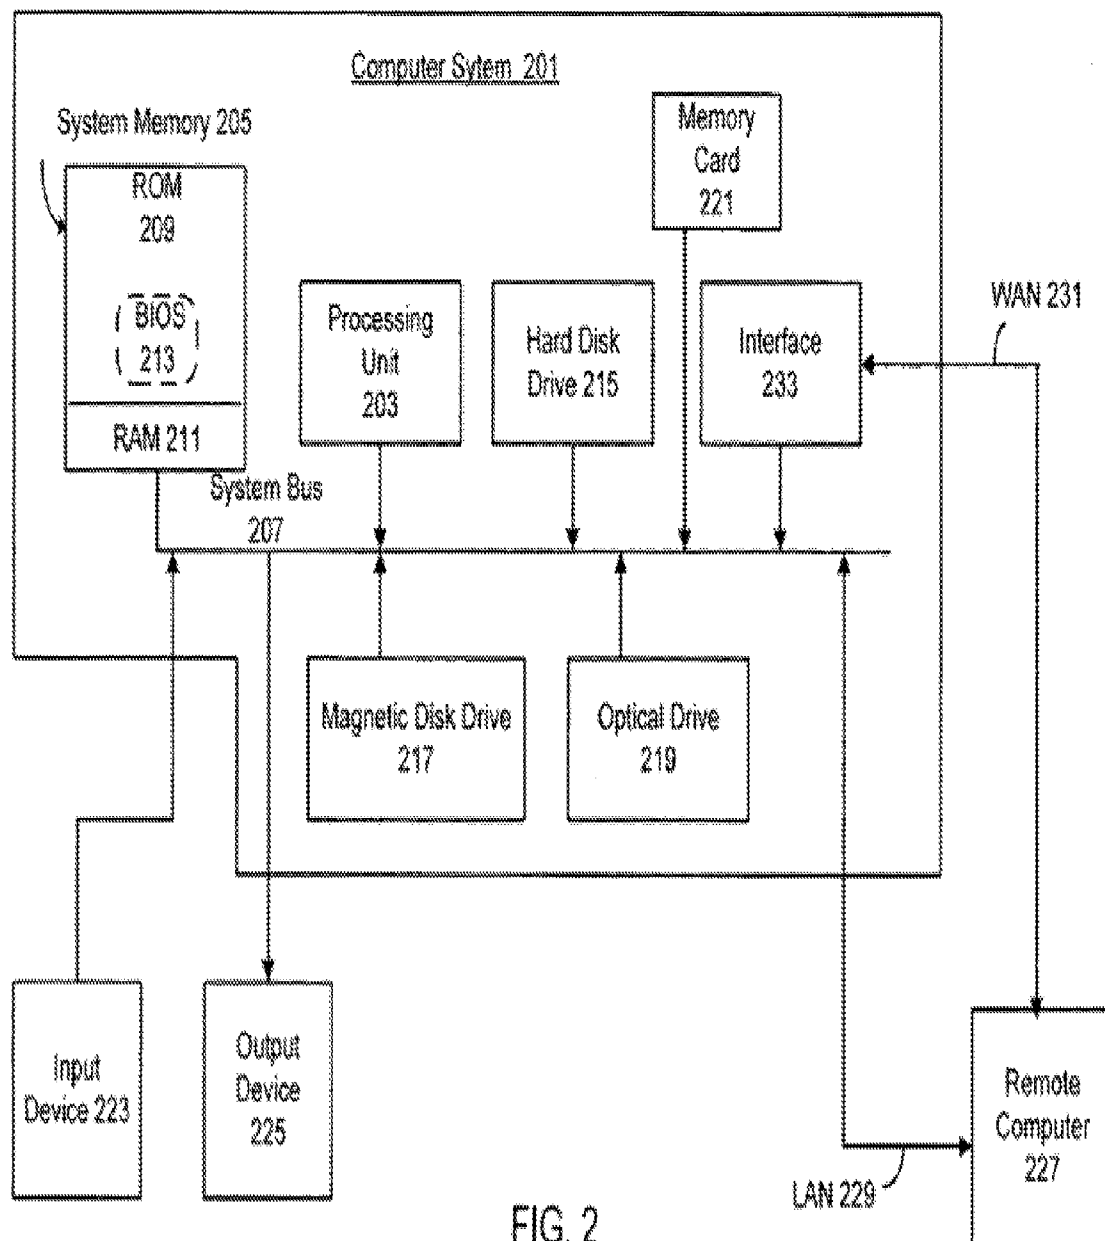 Computer Sytem 201
System Memory 205
ROM
209
BIOS
213
RAM 211
Memory
Card
221
Processing
Unit
203
Hard Disk
Drive 215
Interface
233
WAN 231
System Bus
207
Magnetic Disk Drive
217
Optical Drive
219
Input
Device 223
Output
Device
225
Remote
Computer
227
LAN 229
FIG. 2